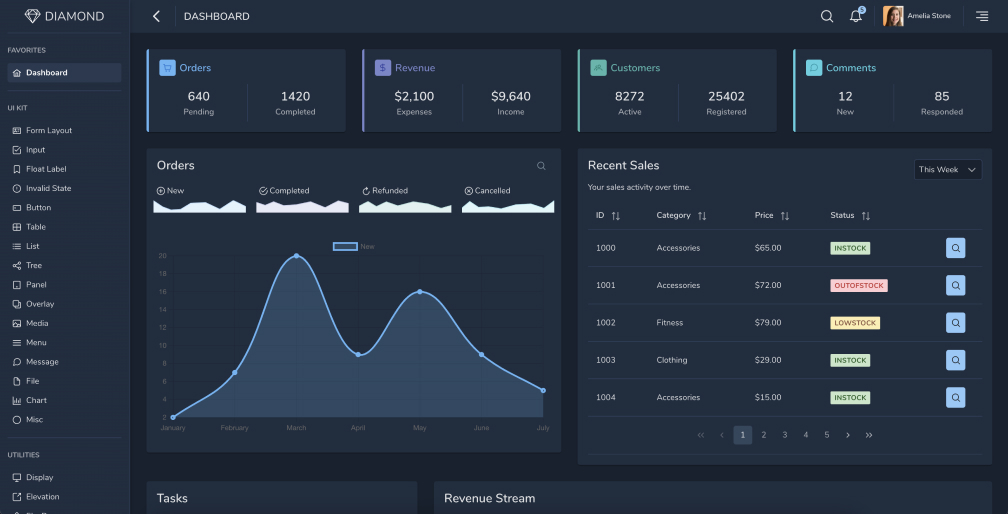 DIAMOND
FAVORITES
Dashboard
UI KIT
Form Layout
Input
Float Label
Invalid State
Button
Table
List
Tree
Panel
Overlay
Media
Menu
Message
File
Chart
Misc
UTILITIES
Display
Elevation
DASHBOARD
5
Amelia Stone
Orders
640
Pending
1420
Completed
$
Revenue
$2,100
Expenses
$9,640
Income
Customers
8272
Active
25402
Registered
Comments
12
New
85
Responded
Orders
New
Completed
Refunded
Cancelled
New
20
18
16
14
12
10
8
6
4
2
January February March April May June July
Recent Sales
This Week
Your sales activity over time.
ID Category Price Status
1000 Accessories $65.00 INSTOCK
1001 Accessories $72.00 OUTOFSTOCK
1002 Fitness $79.00 LOWSTOCK
1003 Clothing $29.00 INSTOCK
1004 Accessories $15.00 INSTOCK
« ‹ 1 2 3 4 5 › »
Tasks
Revenue Stream